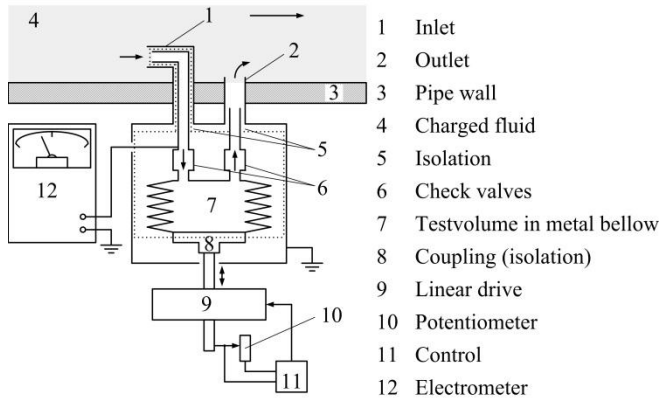 1
4
2
3
5
12
6
7
8
9
10
11
1 Inlet
2 Outlet
3 Pipe wall
4 Charged fluid
5 Isolation
6 Check valves
7 Testvolume in metal bellow
8 Coupling (isolation)
9 Linear drive
10 Potentiometer
11 Control
12 Electrometer